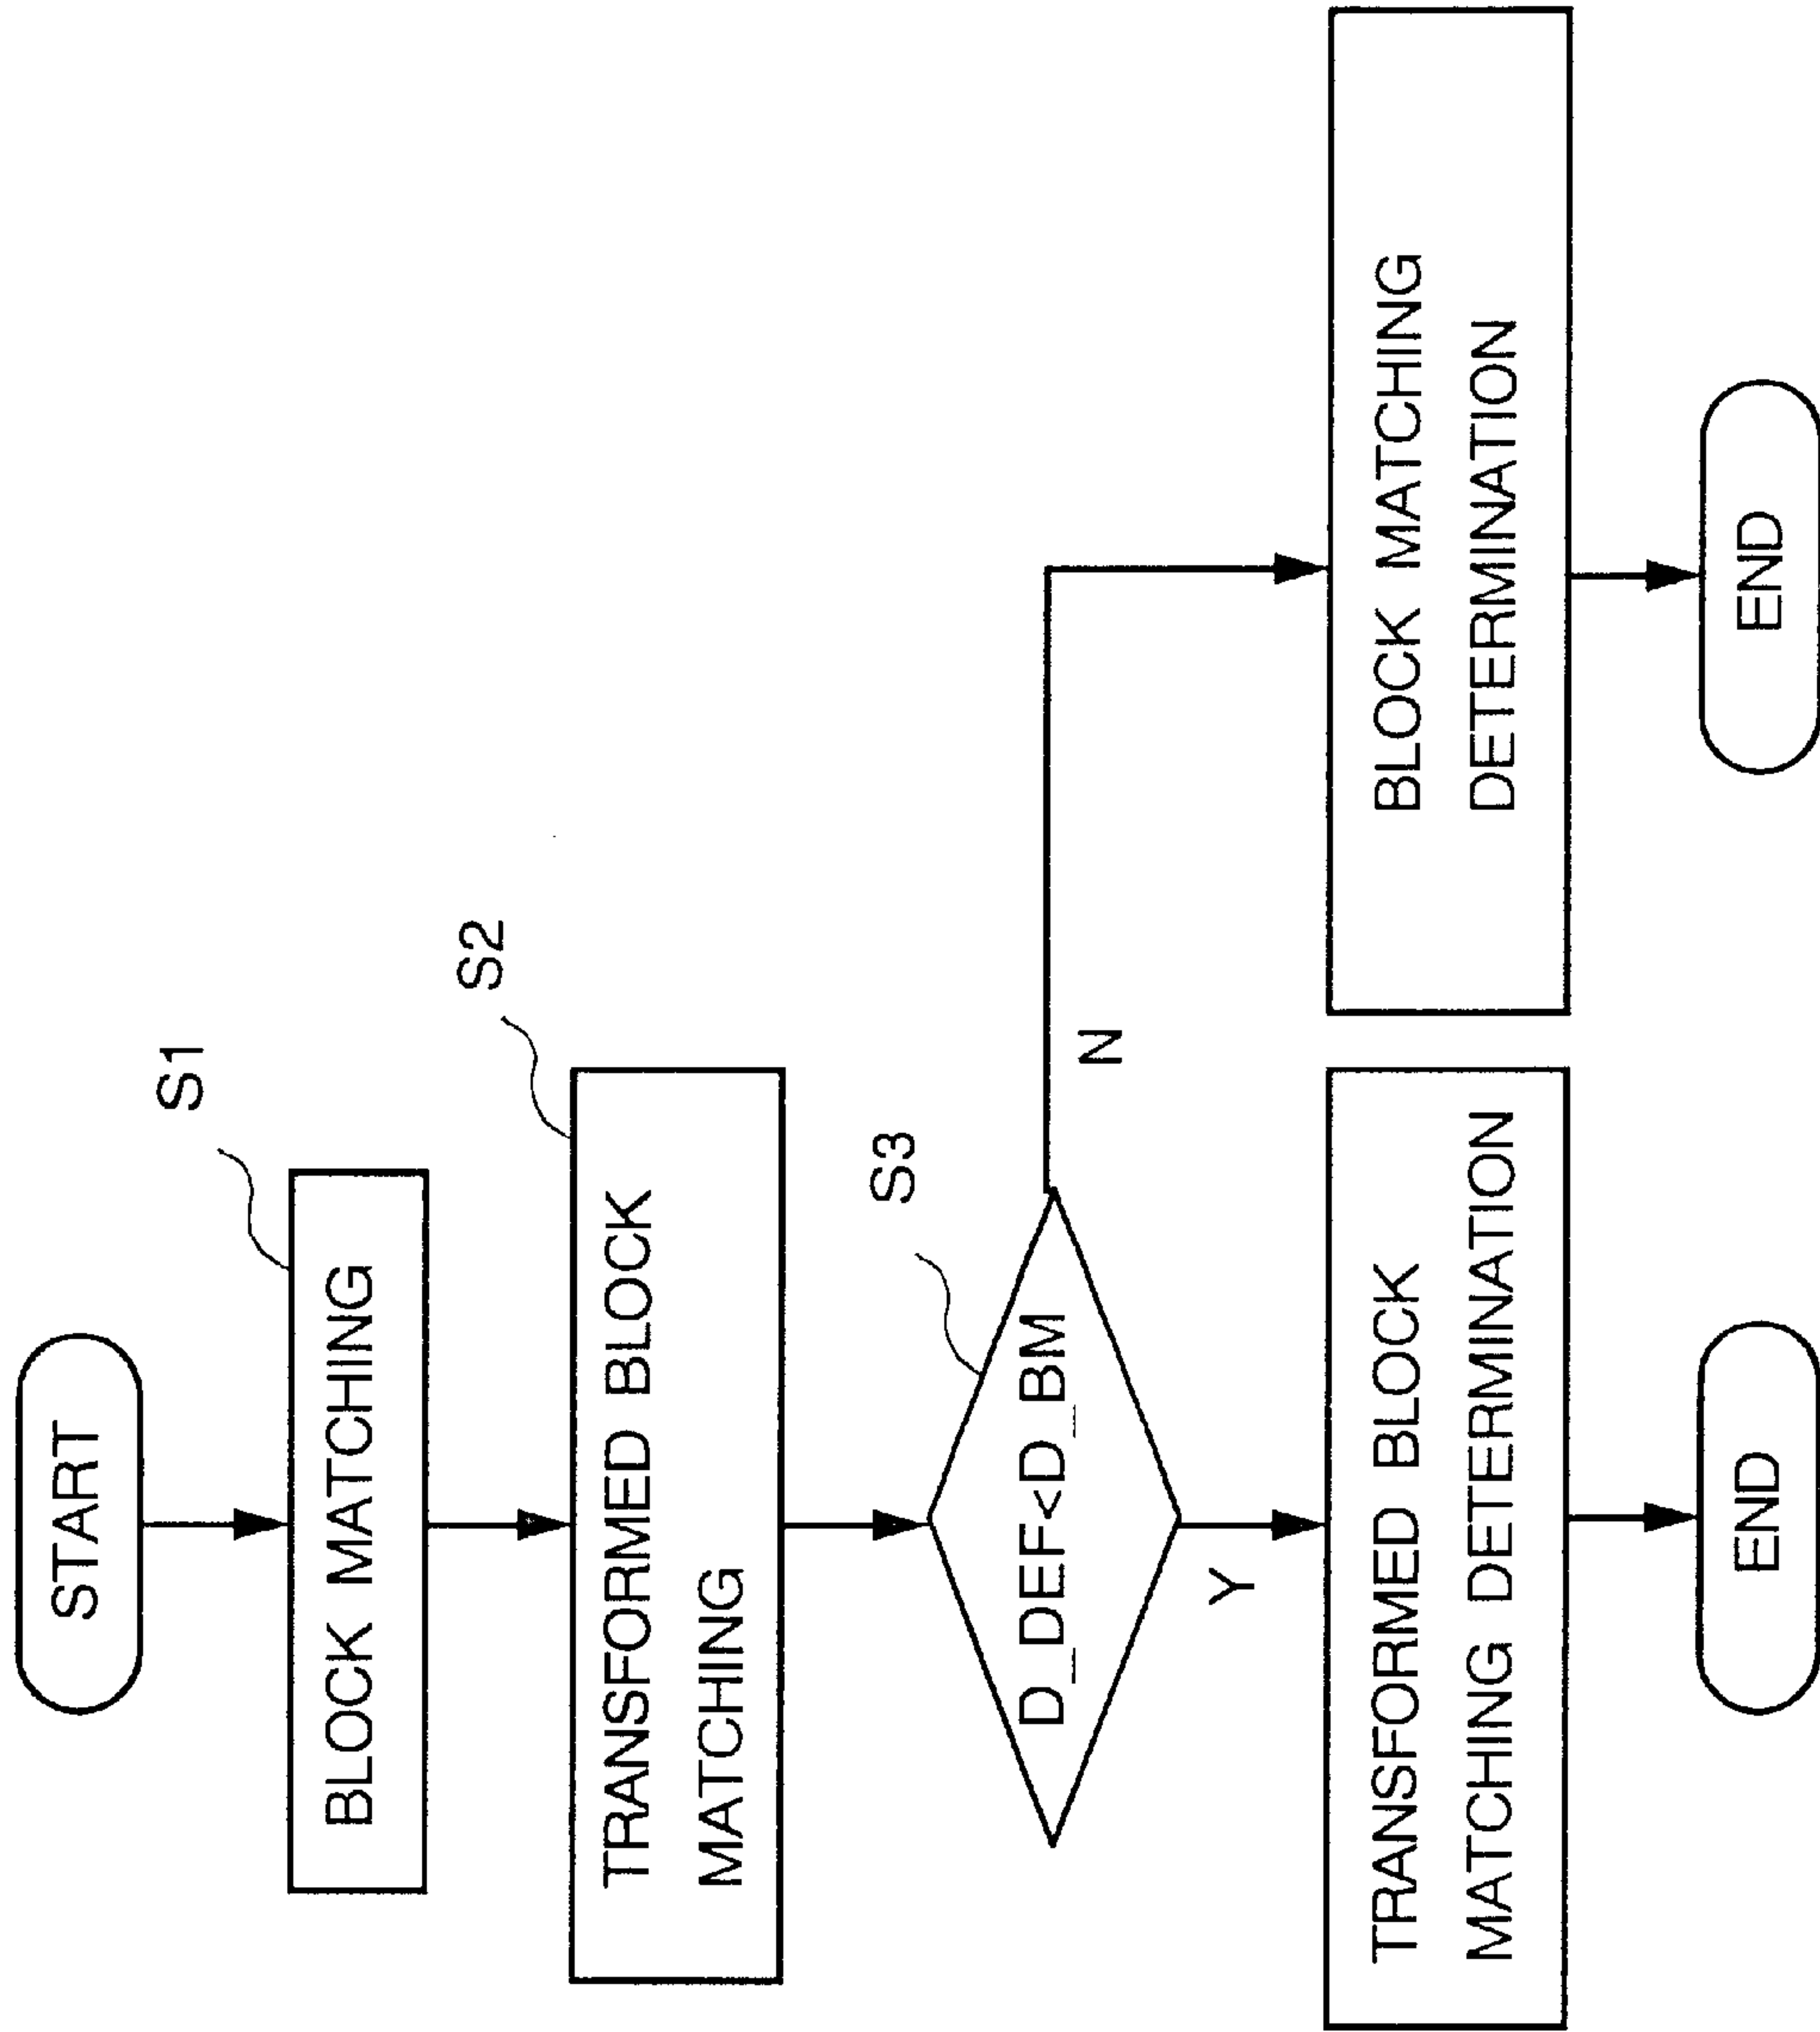 START
S1
BLOCK MATCHING
S2
TRANSFORMED BLOCK
MATCHING
S3
D_DEF<D_BM
N
Y
TRANSFORMED BLOCK
MATCHING DETERMINATION
BLOCK MATCHING
DETERMINATION
END
END